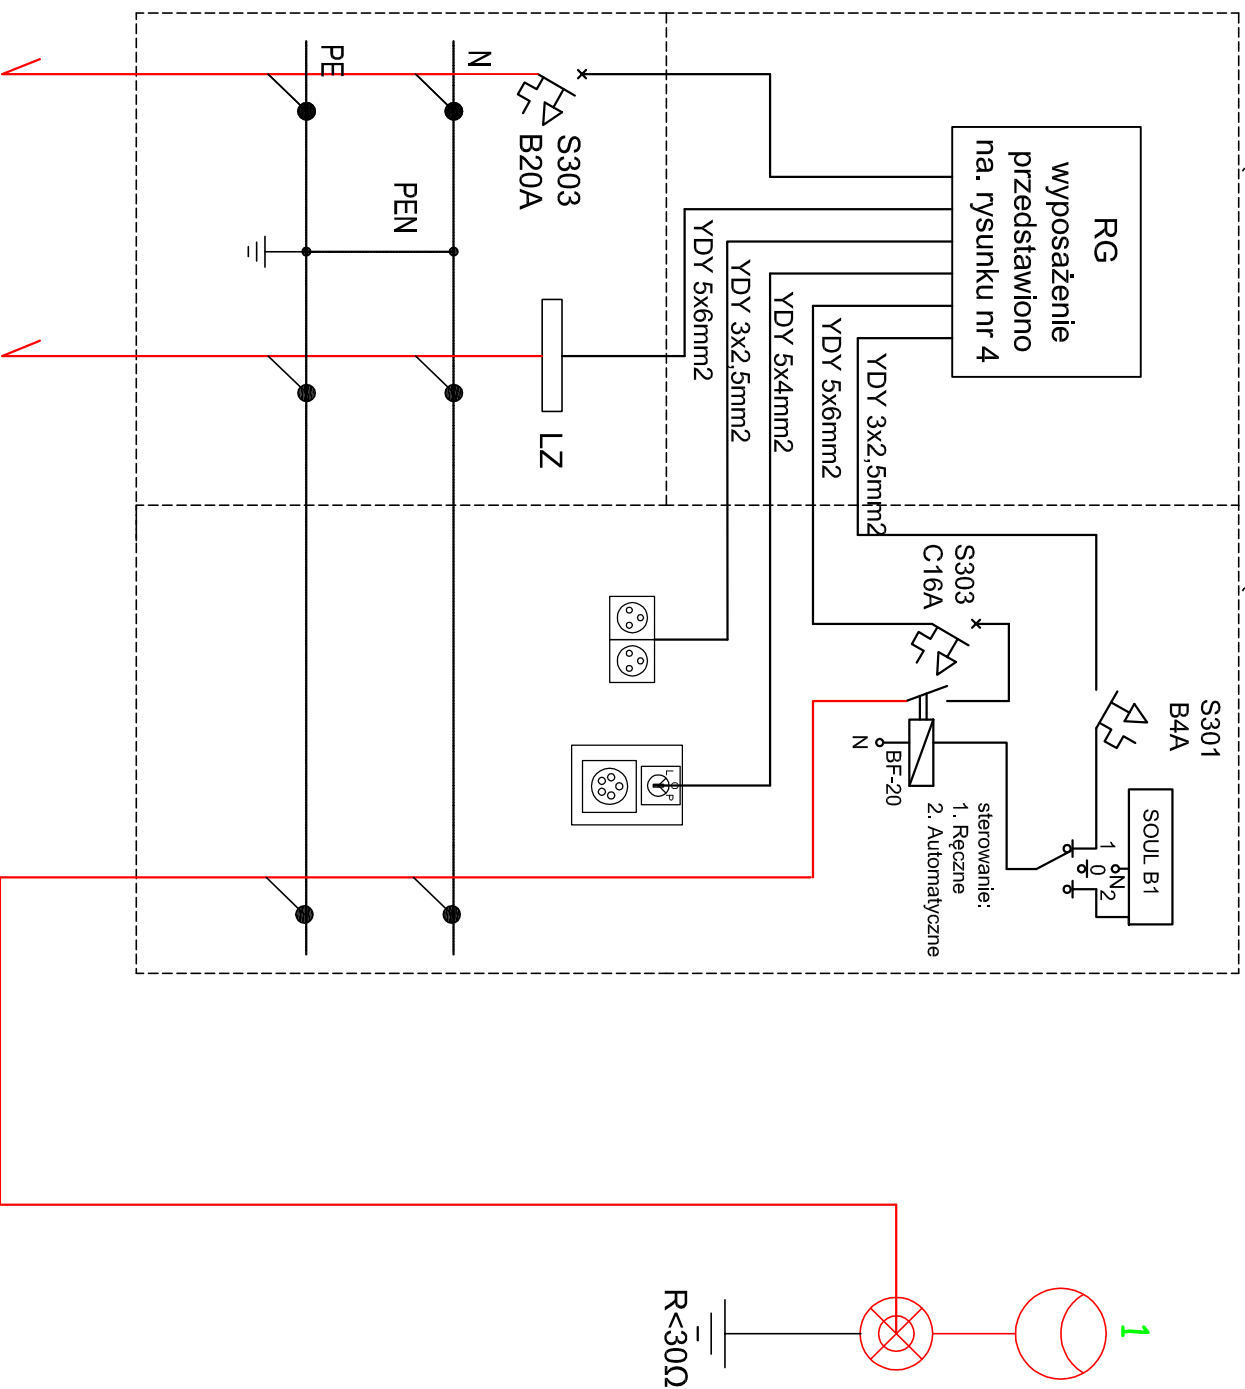 RG
wyposażenie
przedstawiono
na. rysunku nr 4
PE
N
S303
B20A
PEN
LZ
YDY 5x6mm2
YDY 3x2,5mm2
YDY 5x4mm2
YDY 5x6mm2
YDY 3x2,5mm2
S303
C16A
S301
B4A
SOUL B1
1
0
N
2
N
BF-20
sterowanie:
1. Ręczne
2. Automatyczne
L
O
P
1
R<30Ω